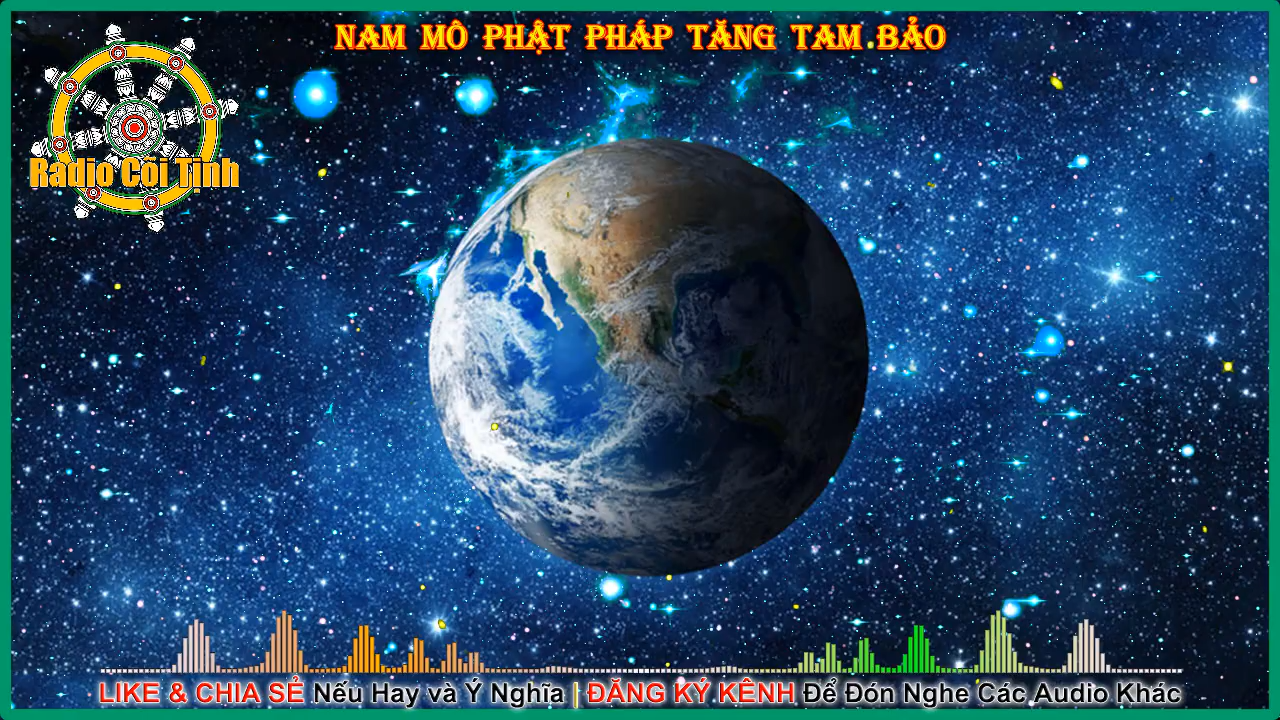 NAM MÔ PHẬT PHÁP TĂNG TAM BẢO
Radio Cõi Tịnh
LIKE & CHIA SẺ Nếu Hay và Ý Nghĩa | ĐĂNG KÝ KÊNH Để Đón Nghe Các Audio Khác